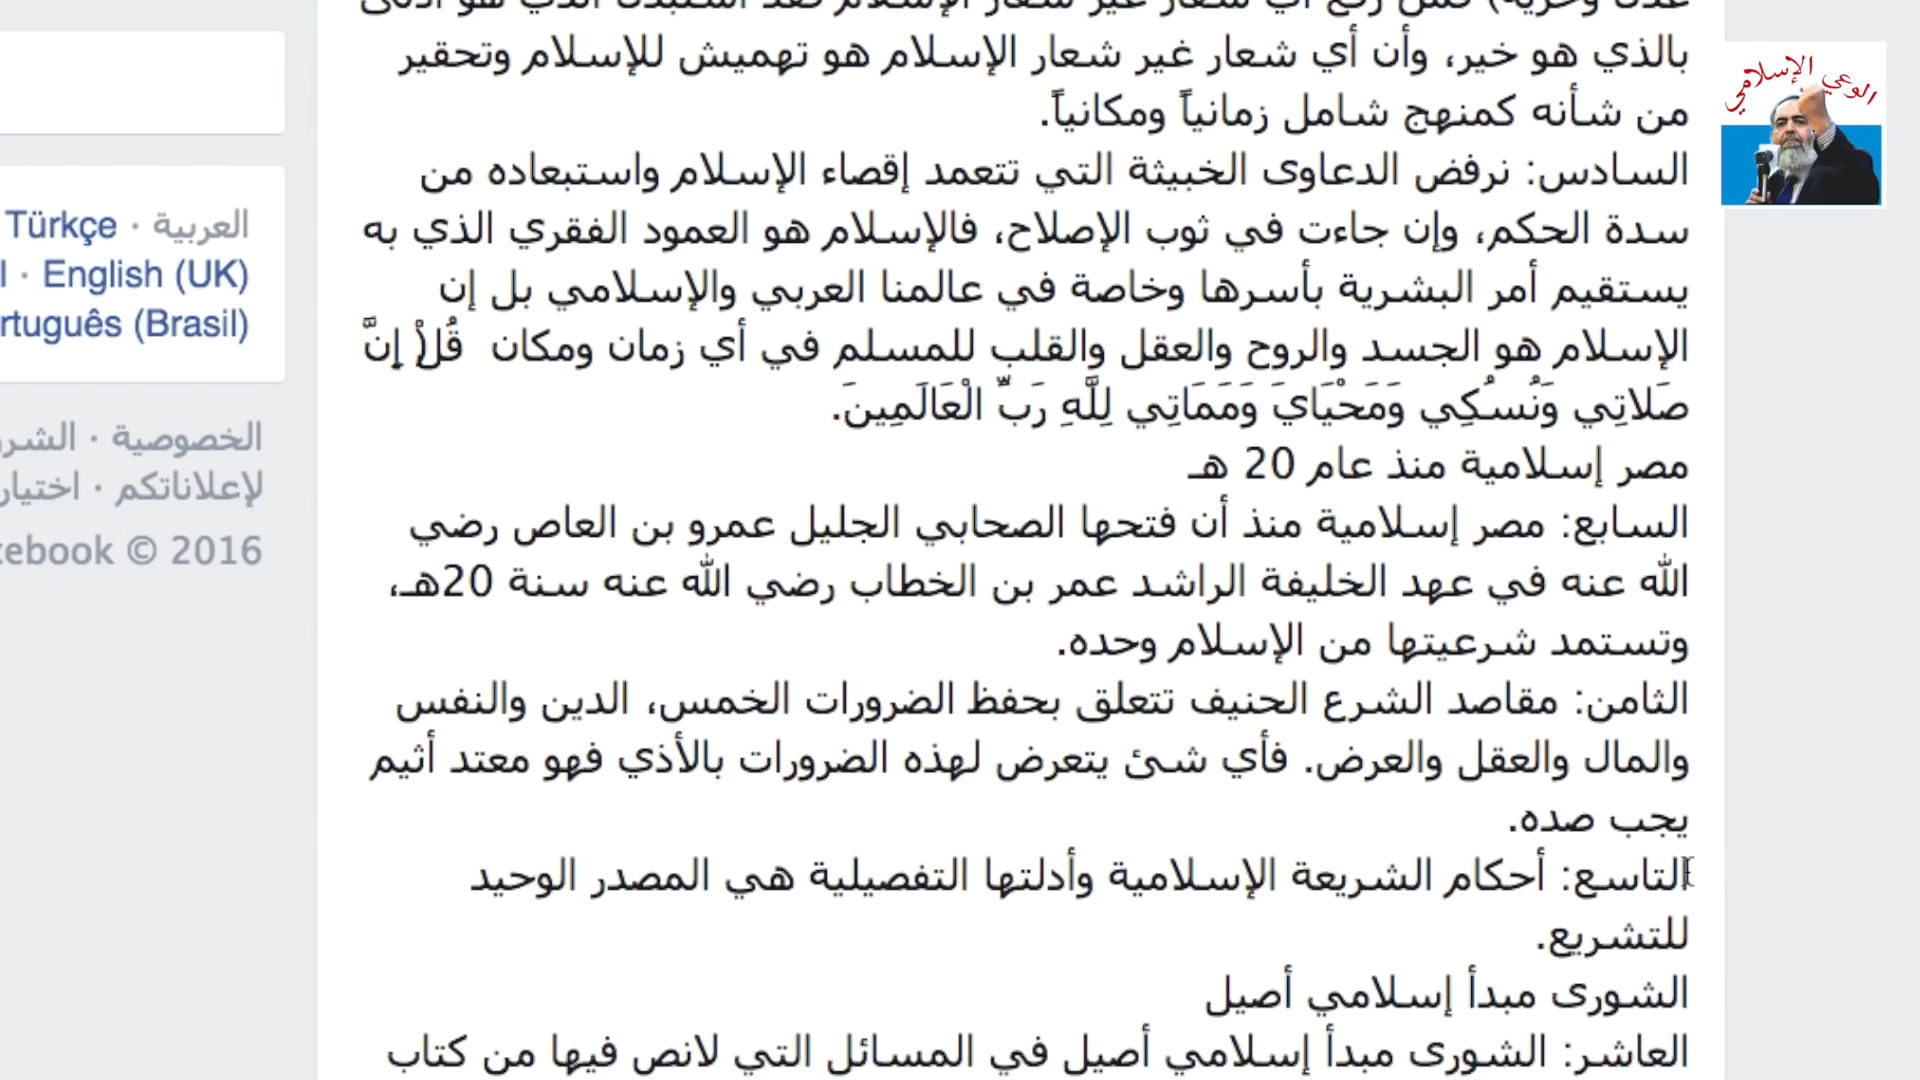 بالذي هو خير، وأن أي شعار غير شعار الإسلام هو تهميش للإسلام وتحقير
من شأنه كمنهج شامل زمانياً ومكانياً.
السادس: نرفض الدعاوى الخبيثة التي تتعمد إقصاء الإسلام واستبعاده من
سدة الحكم، وإن جاءت في ثوب الإصلاح، فالإسلام هو العمود الفقري الذي به
يستقيم أمر البشرية بأسرها وخاصة في عالمنا العربي والإسلامي بل إن
الإسلام هو الجسد والروح والعقل والقلب للمسلم في أي زمان ومكان قُلْ إِنَّ
صَلَاتِي وَنُسُكِي وَمَحْيَايَ وَمَمَاتِي لِلَّهِ رَبِّ الْعَالَمِينَ.
مصر إسلامية منذ عام 20 هـ
السابع: مصر إسلامية منذ أن فتحها الصحابي الجليل عمرو بن العاص رضي
الله عنه في عهد الخليفة الراشد عمر بن الخطاب رضي الله عنه سنة 20هـ،
وتستمد شرعيتها من الإسلام وحده.
الثامن: مقاصد الشرع الحنيف تتعلق بحفظ الضرورات الخمس، الدين والنفس
والمال والعقل والعرض. فأي شئ يتعرض لهذه الضرورات بالأذي فهو معتد أثيم
يجب صده.
التاسع: أحكام الشريعة الإسلامية وأدلتها التفصيلية هي المصدر الوحيد
للتشريع.
الشورى مبدأ إسلامي أصيل
العاشر: الشورى مبدأ إسلامي أصيل في المسائل التي لانص فيها من كتاب
الوعي الإسلامي
العربية · Türkçe
English (UK) ·
rtuguês (Brasil)
الخصوصية ·
لإعلاناتكم ·
cebook © 2016